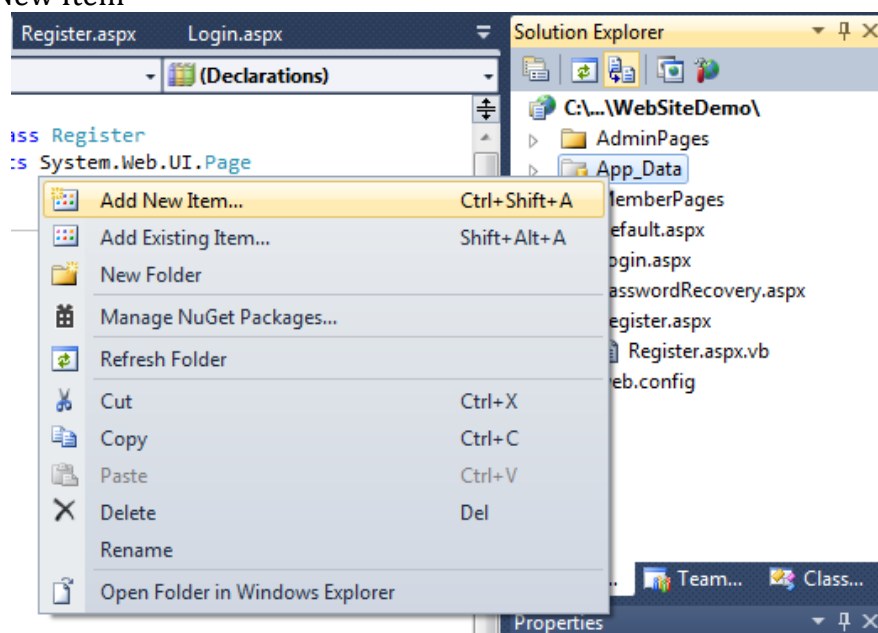 New Item
Register.aspx Login.aspx
(Declarations)
ass Register
ts System.Web.UI.Page
Add New Item... Ctrl+Shift+A
Add Existing Item... Shift+Alt+A
New Folder
Manage NuGet Packages...
Refresh Folder
Cut Ctrl+X
Copy Ctrl+C
Paste Ctrl+V
Delete Del
Rename
Open Folder in Windows Explorer
Solution Explorer
C:\...\WebSiteDemo\
AdminPages
App_Data
MemberPages
efault.aspx
ogin.aspx
asswordRecovery.aspx
egister.aspx
Register.aspx.vb
eb.config
.. Team... Class...
Properties